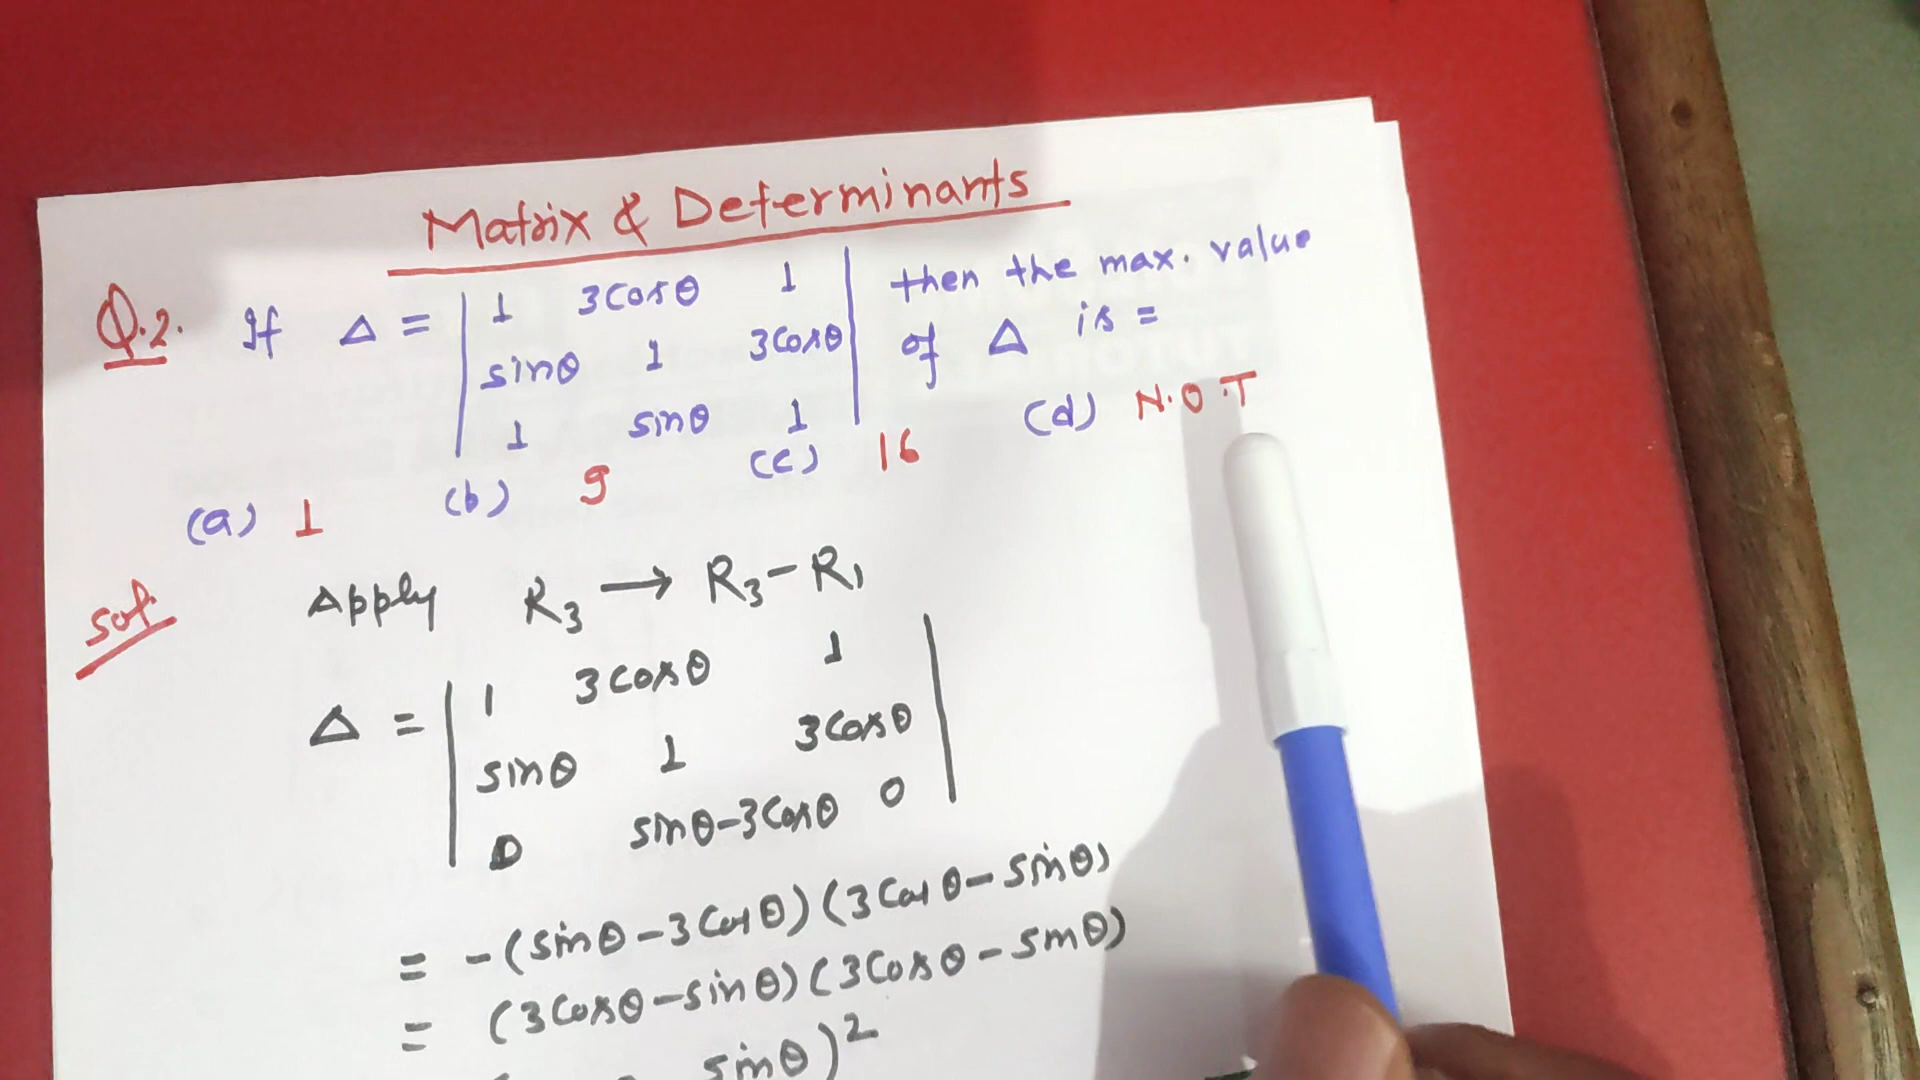 Matrix & Determinants
Q.2. If Δ = | 1 3cosθ 1 | then the max. value
| sinθ 1 3cosθ | of Δ is =
| 1 sinθ 1 |
(a) 1 (b) 9 (c) 16 (d) N.O.T
Sol. Apply R₃ → R₃-R₁
Δ = | 1 3cosθ 1 |
| sinθ 1 3cosθ |
| 0 sinθ-3cosθ 0 |
= -(sinθ-3cosθ)(3cosθ-sinθ)
= (3cosθ-sinθ)(3cosθ-sinθ)
sinθ)²